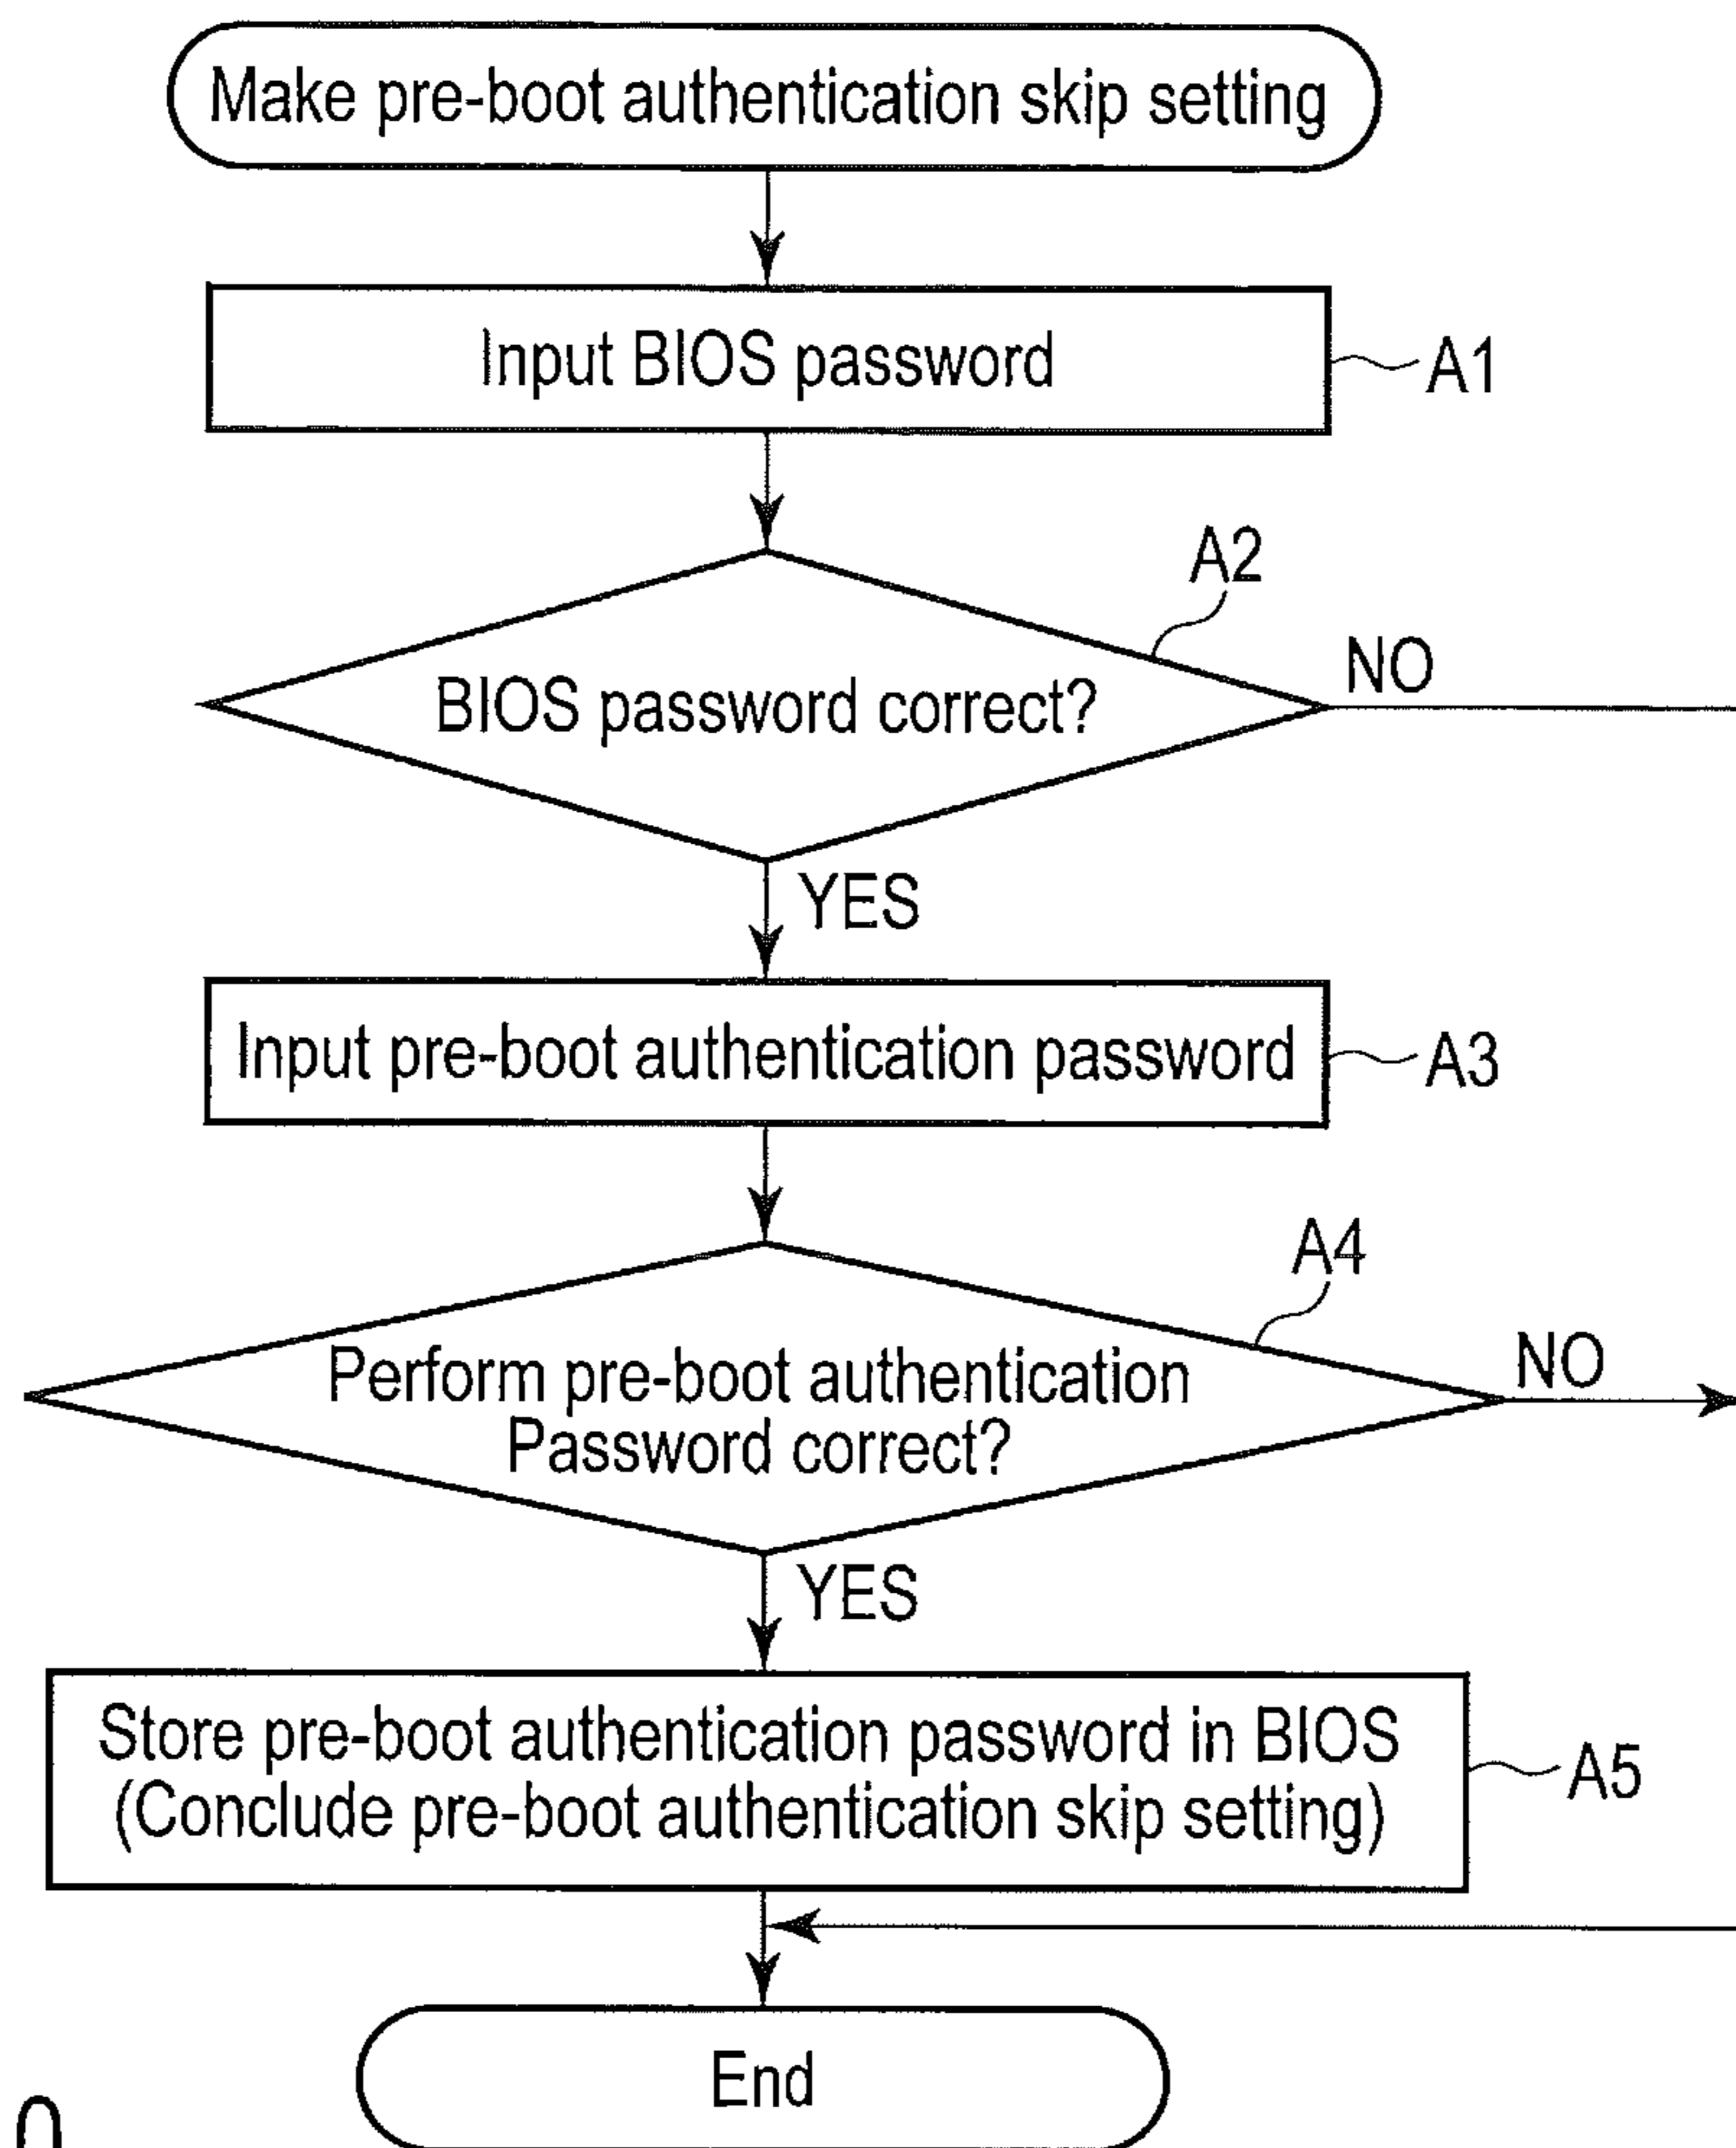 Make pre-boot authentication skip setting
Input BIOS password
A1
A2
BIOS password correct?
NO
YES
Input pre-boot authentication password
A3
A4
Perform pre-boot authentication
Password correct?
NO
YES
Store pre-boot authentication password in BIOS
(Conclude pre-boot authentication skip setting)
A5
End